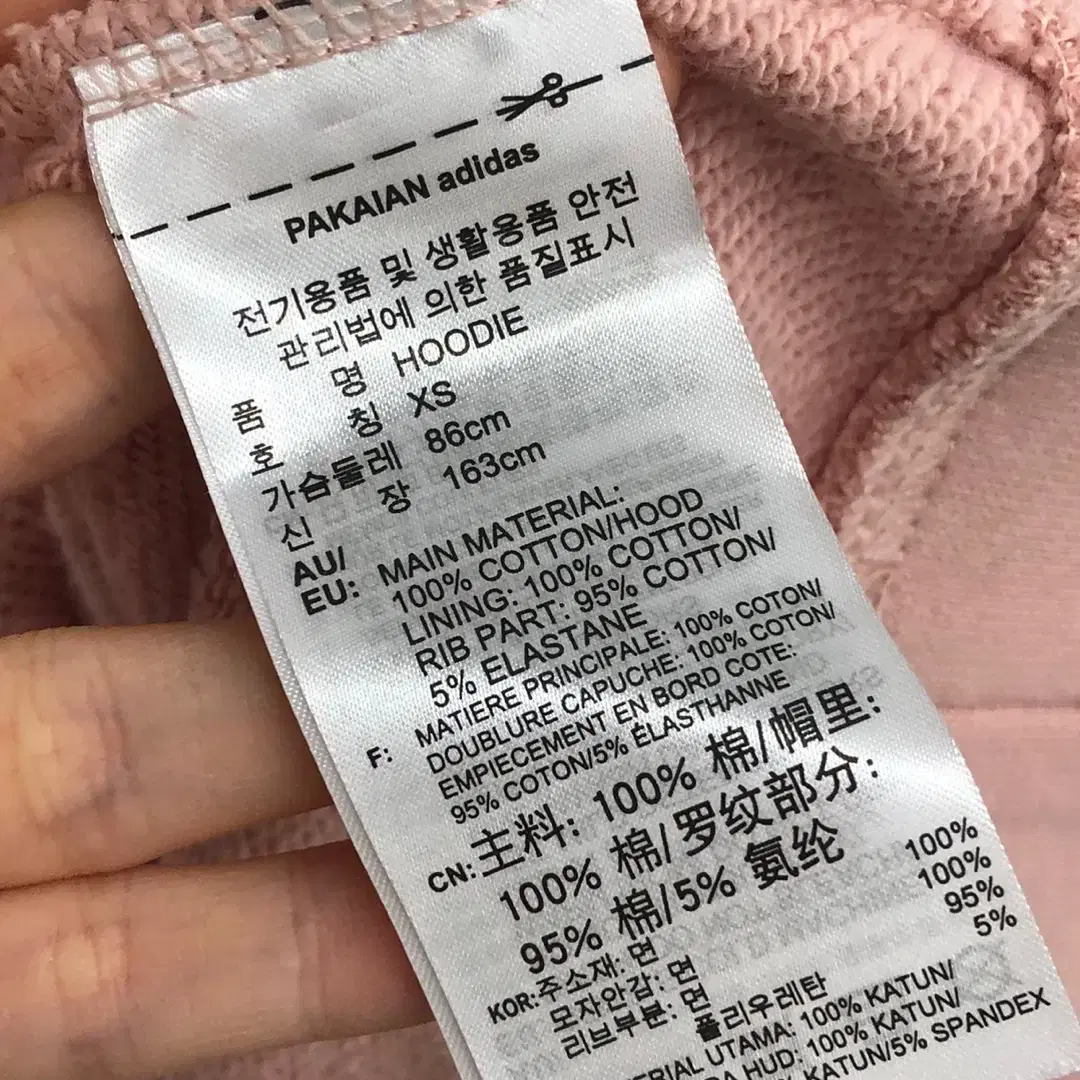 PAKAIAN adidas
전기용품 및 생활용품 안전
관리법에 의한 품질표시
품 명 HOODIE
호 칭 XS
가슴둘레 86cm
신 장 163cm
AU/
EU: MAIN MATERIAL:
100% COTTON/HOOD
LINING: 100% COTTON/
RIB PART: 95% COTTON/
5% ELASTANE
F: MATIERE PRINCIPALE: 100% COTON/
DOUBLURE CAPUCHE: 100% COTON/
EMPIECEMENT EN BORD COTE:
95% COTON/5% ÉLASTHANNE
CN: 主料: 100% 棉/帽里:
100% 棉/罗纹部分:
95% 棉/5% 氨纶
KOR: 주소재: 면 100%
모자안감: 면 100%
리브부분: 면 95%
폴리우레탄 5%
UTAMA: 100% KATUN/
HUD: 100% KATUN/
KATUN/5% SPANDEX